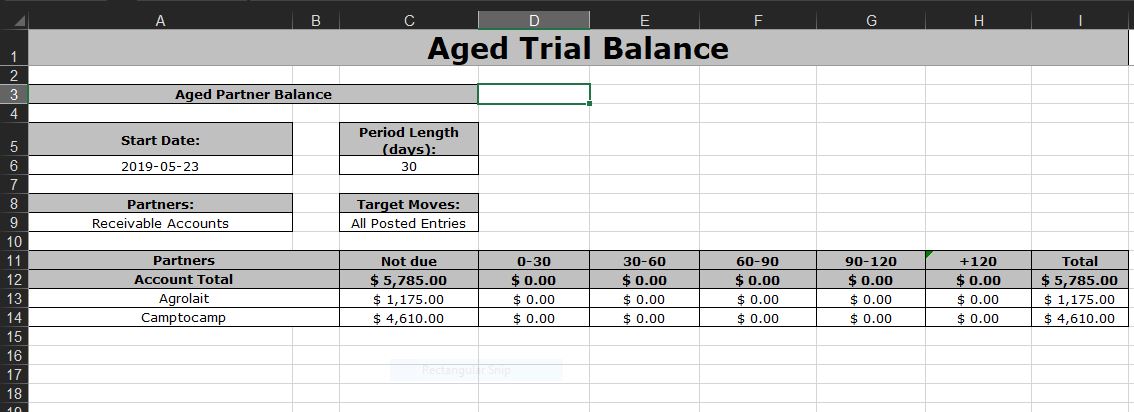 A B C D E F G H I
1 Aged Trial Balance
2
3 Aged Partner Balance
4
5 Start Date: Period Length (days):
6 2019-05-23 30
7
8 Partners: Target Moves:
9 Receivable Accounts All Posted Entries
10
11 Partners Not due 0-30 30-60 60-90 90-120 +120 Total
12 Account Total $ 5,785.00 $ 0.00 $ 0.00 $ 0.00 $ 0.00 $ 0.00 $ 5,785.00
13 Agrolait $ 1,175.00 $ 0.00 $ 0.00 $ 0.00 $ 0.00 $ 0.00 $ 1,175.00
14 Camptocamp $ 4,610.00 $ 0.00 $ 0.00 $ 0.00 $ 0.00 $ 0.00 $ 4,610.00
15
16
17 Rectangular Snip
18
19